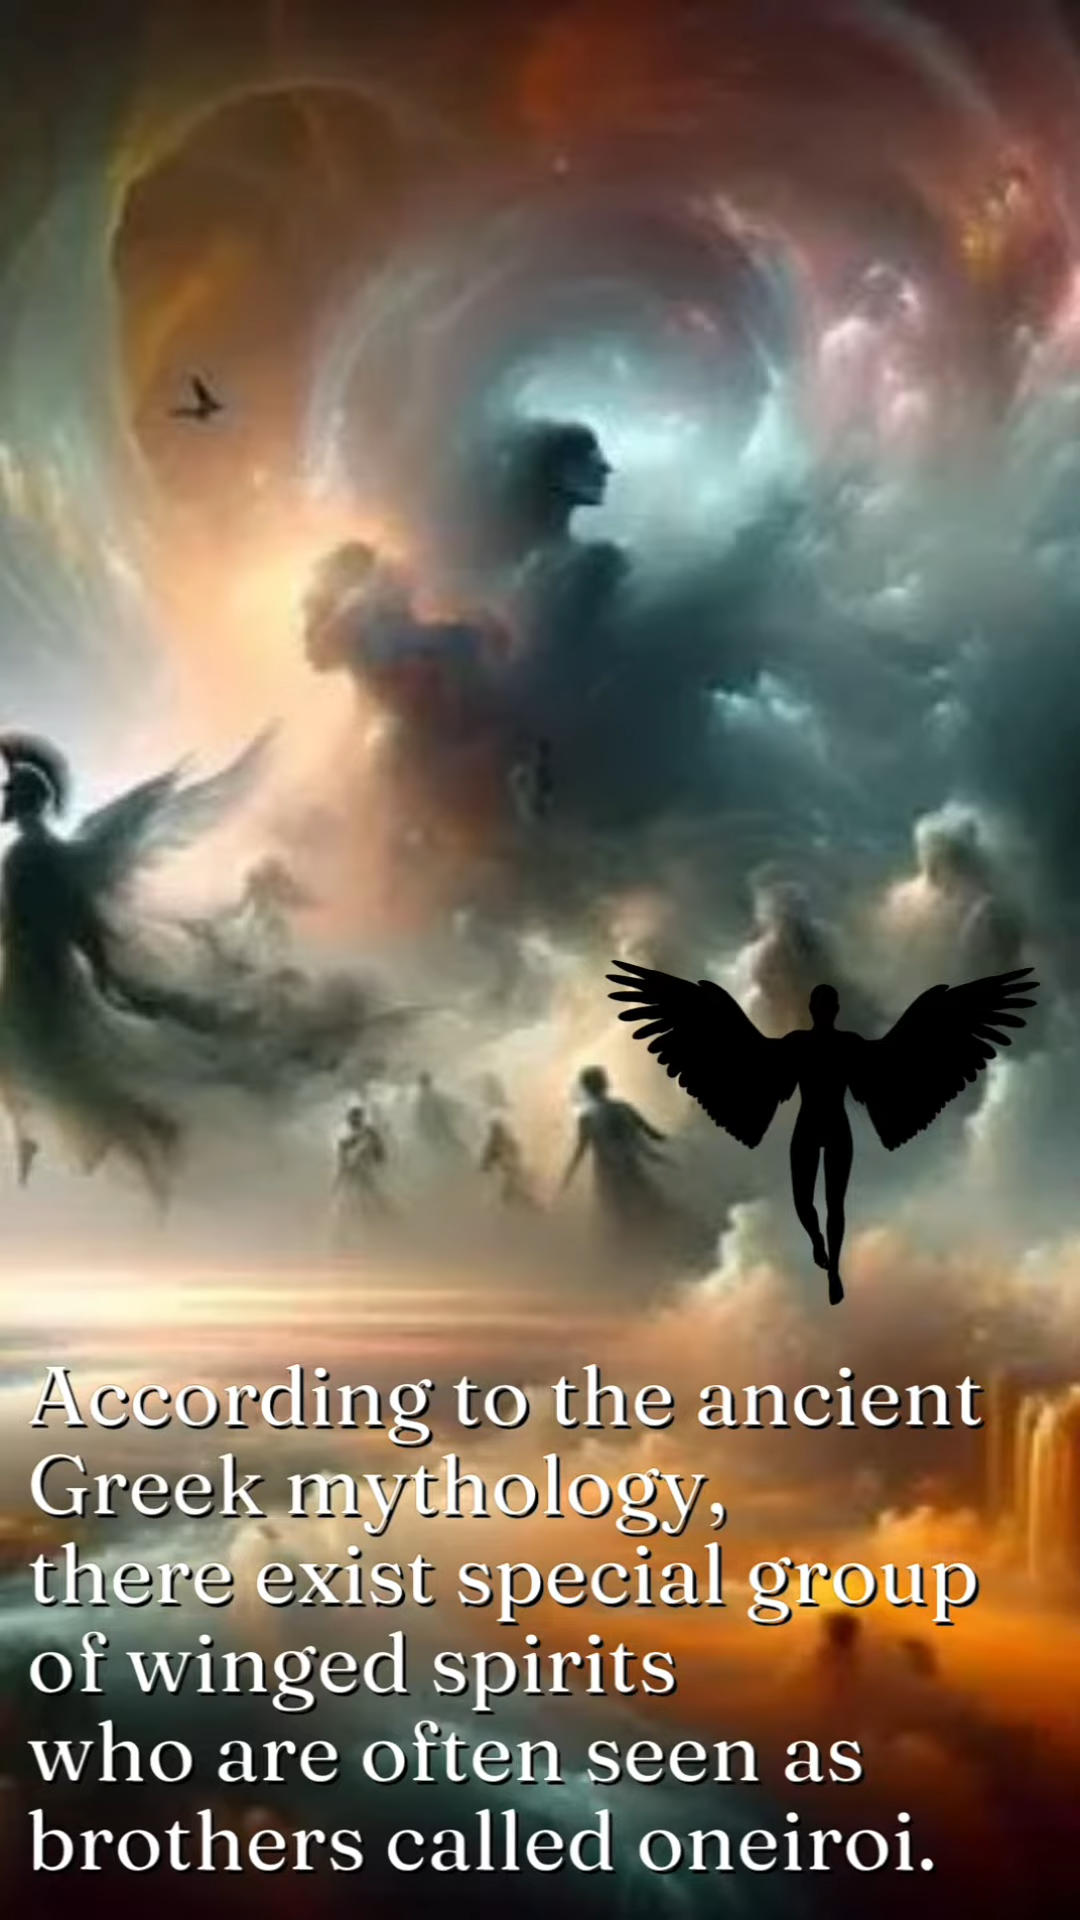 According to the ancient
Greek mythology,
there exist special group
of winged spirits
who are often seen as
brothers called oneiroi.